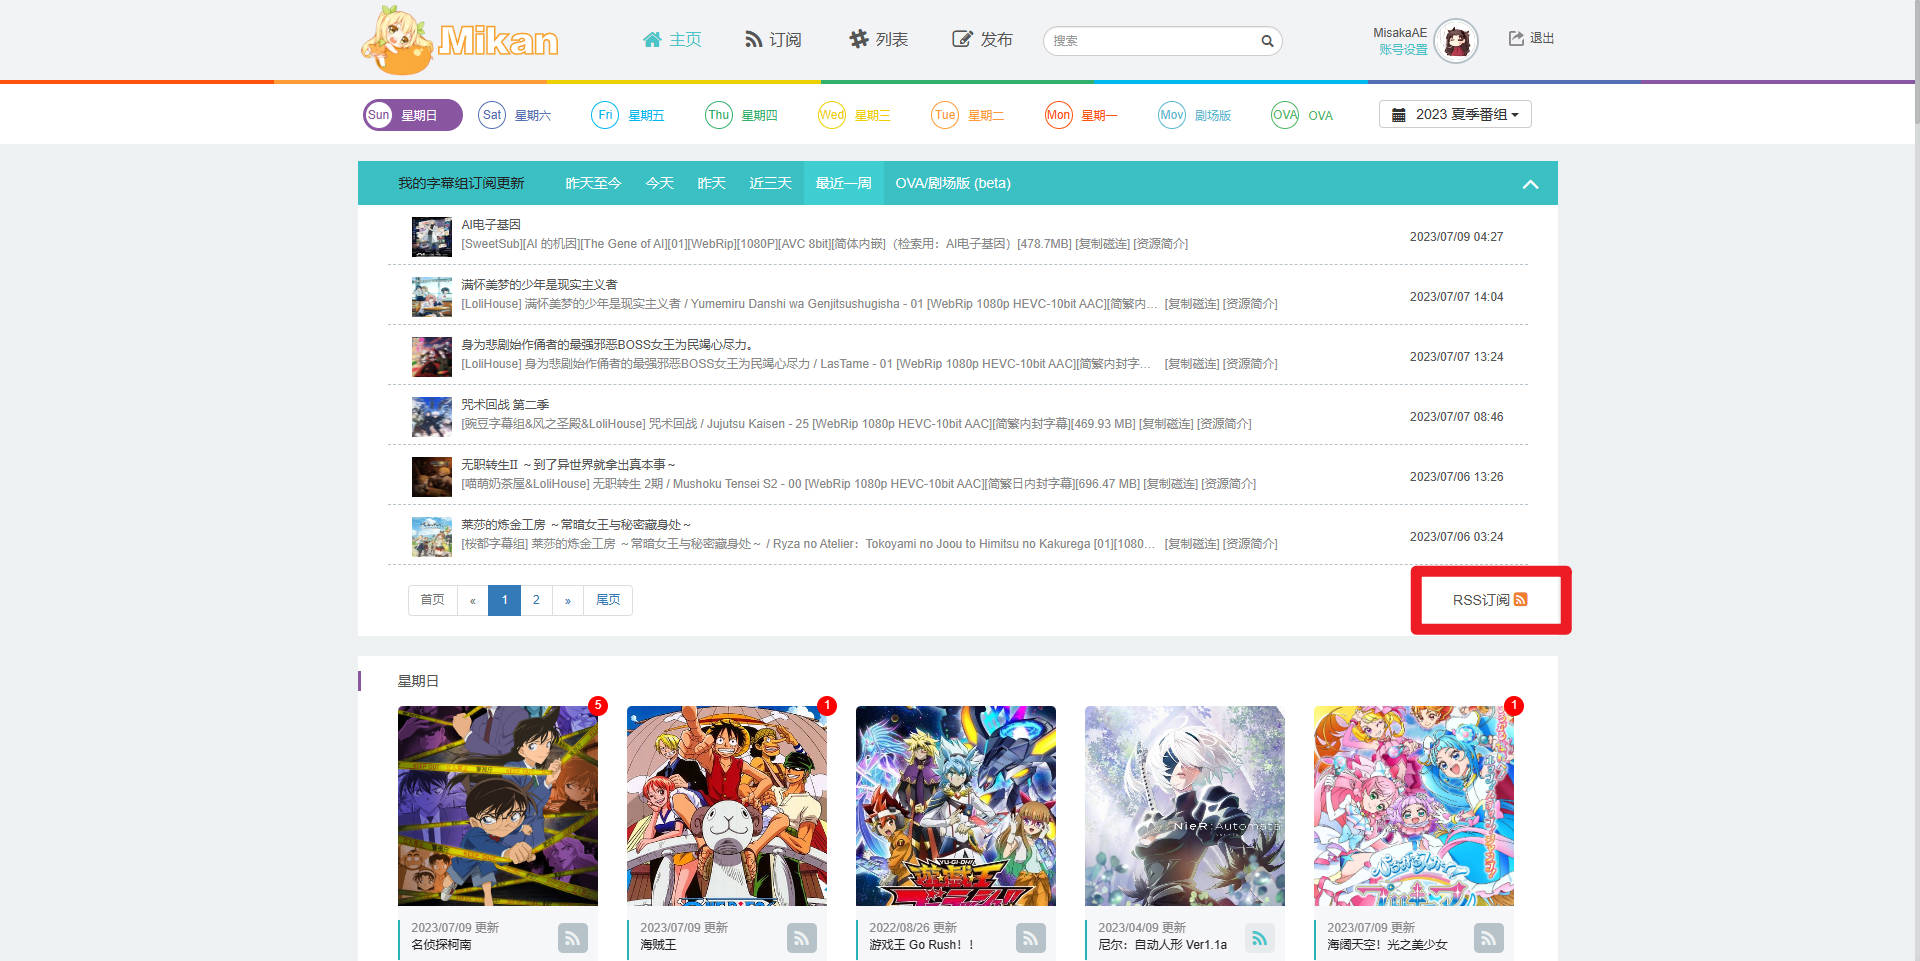 Mikan
主页
订阅
列表
发布
搜索
MisakaAE
账号设置
退出
Sun 星期日
Sat 星期六
Fri 星期五
Thu 星期四
Wed 星期三
Tue 星期二
Mon 星期一
Mov 剧场版
OVA OVA
2023 夏季番组
我的字幕组订阅更新
昨天至今
今天
昨天
近三天
最近一周
OVA/剧场版 (beta)
AI电子基因
[SweetSub][AI 的机因][The Gene of AI][01][WebRip][1080P][AVC 8bit][简体内嵌]（检索用：AI电子基因）[478.7MB] [复制磁连] [资源简介]
2023/07/09 04:27
满怀美梦的少年是现实主义者
[LoliHouse] 满怀美梦的少年是现实主义者 / Yumemiru Danshi wa Genjitsushugisha - 01 [WebRip 1080p HEVC-10bit AAC][简繁内... [复制磁连] [资源简介]
2023/07/07 14:04
身为悲剧始作俑者的最强邪恶BOSS女王为民竭心尽力。
[LoliHouse] 身为悲剧始作俑者的最强邪恶BOSS女王为民竭心尽力 / LasTame - 01 [WebRip 1080p HEVC-10bit AAC][简繁内封字... [复制磁连] [资源简介]
2023/07/07 13:24
咒术回战 第二季
[豌豆字幕组&风之圣殿&LoliHouse] 咒术回战 / Jujutsu Kaisen - 25 [WebRip 1080p HEVC-10bit AAC][简繁内封字幕][469.93 MB] [复制磁连] [资源简介]
2023/07/07 08:46
无职转生II ～到了异世界就拿出真本事～
[喵萌奶茶屋&LoliHouse] 无职转生 2期 / Mushoku Tensei S2 - 00 [WebRip 1080p HEVC-10bit AAC][简繁日内封字幕][696.47 MB] [复制磁连] [资源简介]
2023/07/06 13:26
莱莎的炼金工房 ～常暗女王与秘密藏身处～
[桜都字幕组] 莱莎的炼金工房 ～常暗女王与秘密藏身处～ / Ryza no Atelier：Tokoyami no Joou to Himitsu no Kakurega [01][1080... [复制磁连] [资源简介]
2023/07/06 03:24
首页 « 1 2 » 尾页
RSS订阅
星期日
5
1
1
YU-GI-OH!
遊戯王
NieR:Automata
2023/07/09 更新
名侦探柯南
2023/07/09 更新
海贼王
2022/08/26 更新
游戏王 Go Rush！！
2023/04/09 更新
尼尔：自动人形 Ver1.1a
2023/07/09 更新
海阔天空！光之美少女